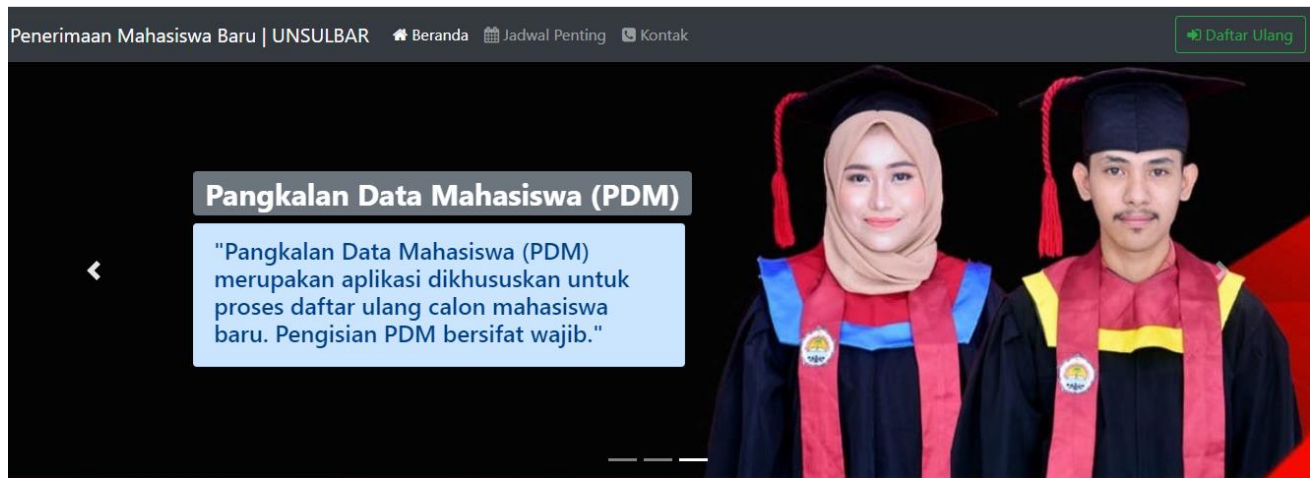 Penerimaan Mahasiswa Baru | UNSULBAR Beranda Jadwal Penting Kontak Daftar Ulang
Pangkalan Data Mahasiswa (PDM)
"Pangkalan Data Mahasiswa (PDM)
merupakan aplikasi dikhususkan untuk
proses daftar ulang calon mahasiswa
baru. Pengisian PDM bersifat wajib."